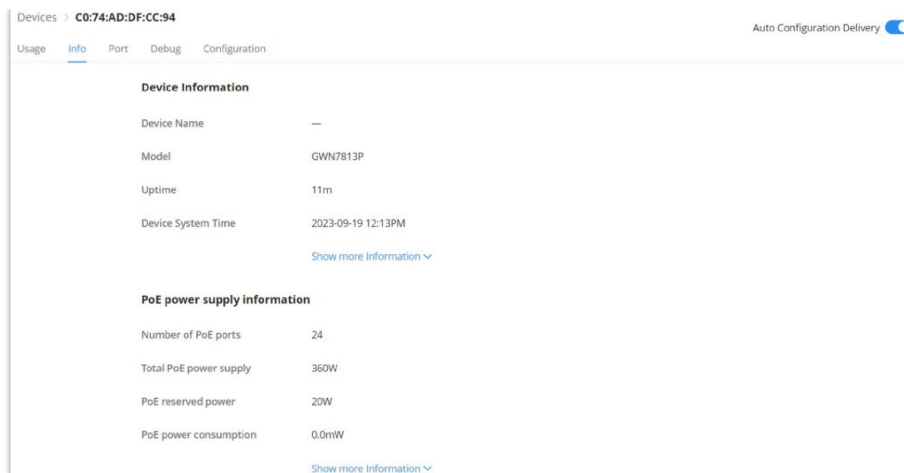 Devices > C0:74:AD:DF:CC:94
Auto Configuration Delivery
Usage Info Port Debug Configuration
Device Information
Device Name —
Model GWN7813P
Uptime 11m
Device System Time 2023-09-19 12:13PM
Show more Information
PoE power supply information
Number of PoE ports 24
Total PoE power supply 360W
PoE reserved power 20W
PoE power consumption 0.0mW
Show more Information